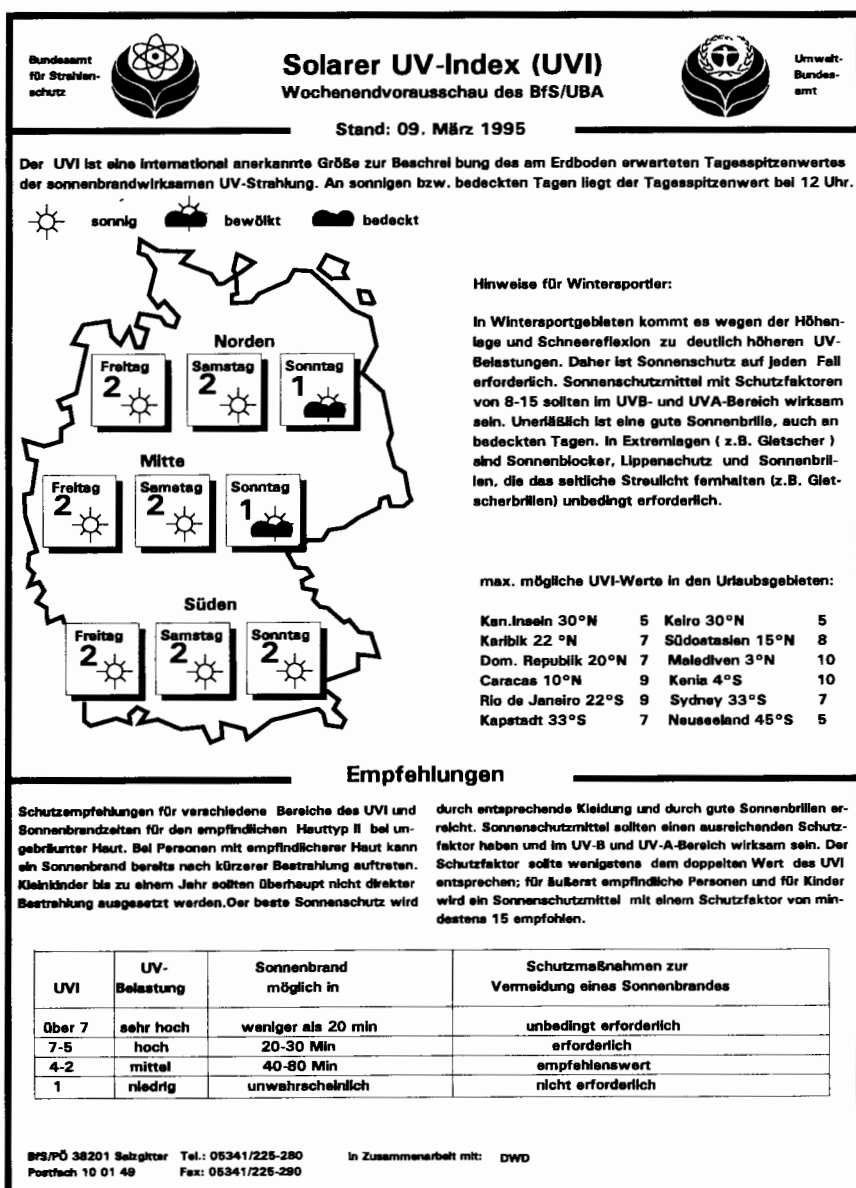 Bundesamt
für Strahlen-
schutz
Solarer UV-Index (UVI)
Wochenendvorausschau des BfS/UBA
Umwelt-
Bundes-
amt
Stand: 09. März 1995
Der UVI ist eine international anerkannte Größe zur Beschrei bung des am Erdboden erwarteten Tagesspitzenwertes
der sonnenbrandwirksamen UV-Strahlung. An sonnigen bzw. bedeckten Tagen liegt der Tagesspitzenwert bei 12 Uhr.
sonnig bewölkt bedeckt
Norden
Freitag Samstag Sonntag
2 2 1
Mitte
Freitag Sametag Sonntag
2 2 1
Süden
Freitag Samstag Sonntag
2 2 2
Hinweise für Wintersportler:
In Wintersportgebieten kommt es wegen der Höhen-
lage und Schneereflexion zu deutlich höheren UV-
Belastungen. Daher ist Sonnenschutz auf jeden Fall
erforderlich. Sonnenschutzmittel mit Schutzfaktoren
von 8-15 sollten im UVB- und UVA-Bereich wirksam
sein. Unerläßlich ist eine gute Sonnenbrille, auch an
bedeckten Tagen. In Extremlagen ( z.B. Gletscher )
sind Sonnenblocker, Lippenschutz und Sonnenbril-
len, die das seitliche Streulicht fernhalten (z.B. Glet-
scherbrillen) unbedingt erforderlich.
max. mögliche UVI-Werte in den Urlaubsgebieten:
Kan.Inseln 30°N 5 Keiro 30°N 5
Karibik 22 °N 7 Südostasien 15°N 8
Dom. Republik 20°N 7 Malediven 3°N 10
Caracas 10°N 9 Kenia 4°S 10
Rio de Janeiro 22°S 9 Sydney 33°S 7
Kapstadt 33°S 7 Neuseeland 45°S 5
Empfehlungen
Schutzempfehlungen für verschiedene Bereiche des UVI und
Sonnenbrandzeiten für den empfindlichen Hauttyp II bei un-
gebräunter Haut. Bei Personen mit empfindlicherer Haut kann
ein Sonnenbrand bereits nach kürzerer Bestrahlung auftreten.
Kleinkinder bis zu einem Jahr sollten überhaupt nicht direkter
Bestrahlung ausgesetzt werden.Der beste Sonnenschutz wird
durch entsprechende Kleidung und durch gute Sonnenbrillen er-
reicht. Sonnenschutzmittel sollten einen ausreichenden Schutz-
faktor haben und im UV-B und UV-A-Bereich wirksam sein. Der
Schutzfaktor sollte wenigstens dem doppelten Wert des UVI
entsprechen; für äußerst empfindliche Personen und für Kinder
wird ein Sonnenschutzmittel mit einem Schutzfaktor von min-
destens 15 empfohlen.
UVI UV-Belastung Sonnenbrand möglich in Schutzmaßnahmen zur Vermeidung eines Sonnenbrandes
über 7 sehr hoch weniger als 20 min unbedingt erforderlich
7-5 hoch 20-30 Min erforderlich
4-2 mittel 40-80 Min empfehlenswert
1 niedrig unwahrscheinlich nicht erforderlich
BfS/PÖ 38201 Salzgitter Tel.: 05341/225-280 In Zusammenarbeit mit: DWD
Postfach 10 01 49 Fax: 05341/225-290